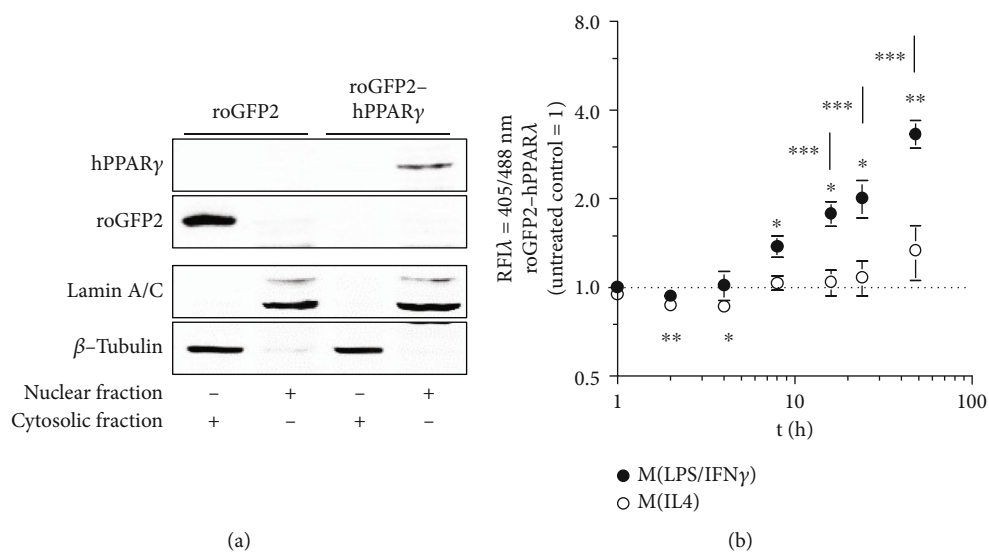 roGFP2
roGFP2–
hPPARγ
hPPARγ
roGFP2
Lamin A/C
β–Tubulin
Nuclear fraction – + – +
Cytosolic fraction + – + –
(a)
RFIλ = 405/488 nm
roGFP2–hPPARλ
(untreated control = 1)
8.0
4.0
2.0
1.0
0.5
***
**
***
*
***
*
*
**
*
1
10
100
t (h)
M(LPS/IFNγ)
M(IL4)
(b)